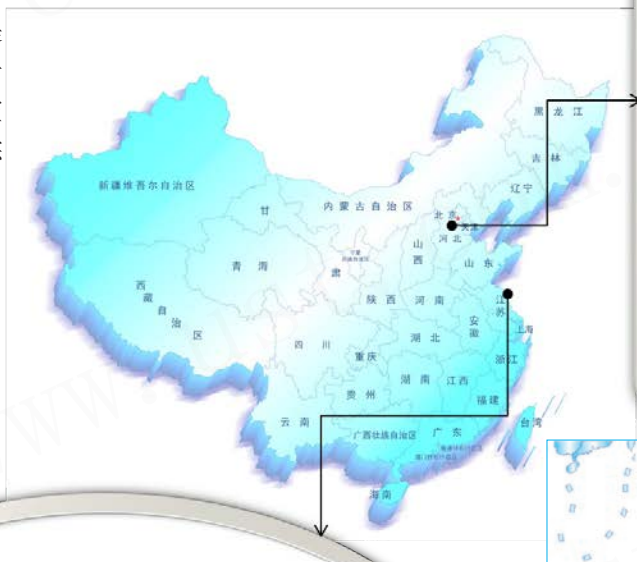 黑龙江
吉林
辽宁
新疆维吾尔自治区
内蒙古自治区
甘
肃
北京
天津
河北
山西
山东
青海
西藏自治区
陕西
河南
江苏
安徽
上海
四川
重庆
湖北
浙江
湖南
江西
贵州
福建
云南
广西壮族自治区
广东
台湾
海南